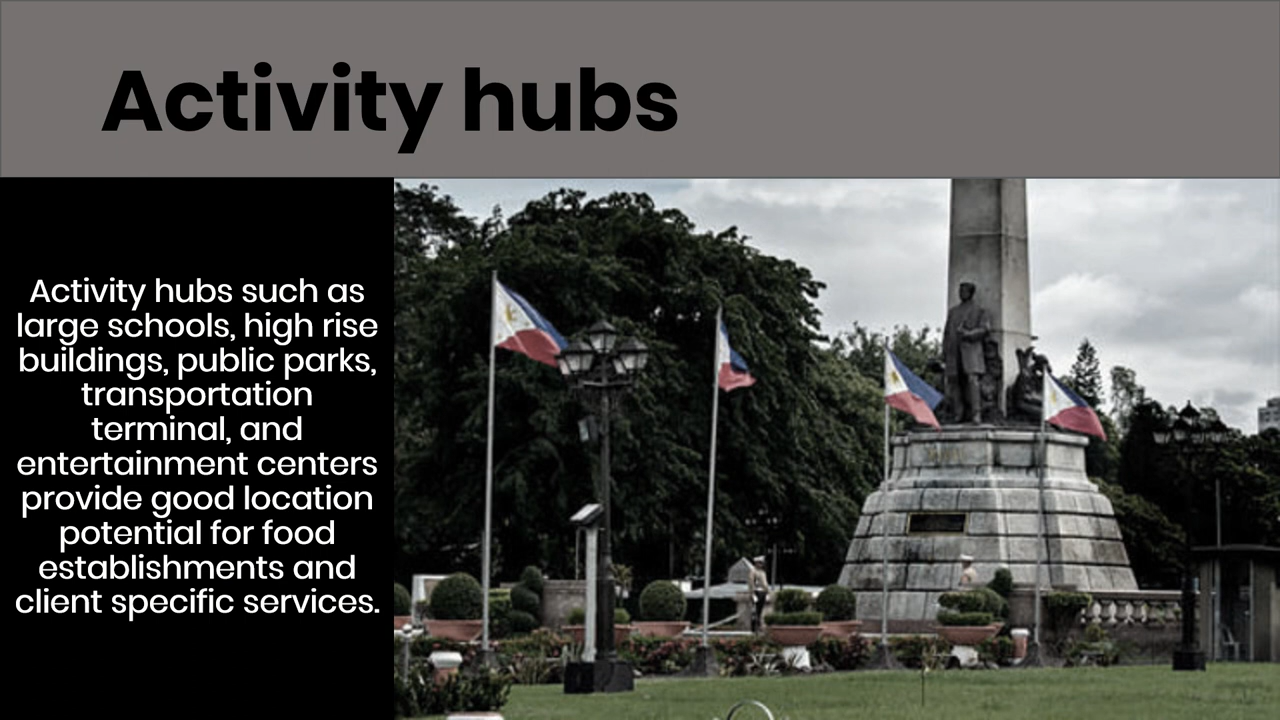 Activity hubs
Activity hubs such as
large schools, high rise
buildings, public parks,
transportation
terminal, and
entertainment centers
provide good location
potential for food
establishments and
client specific services.